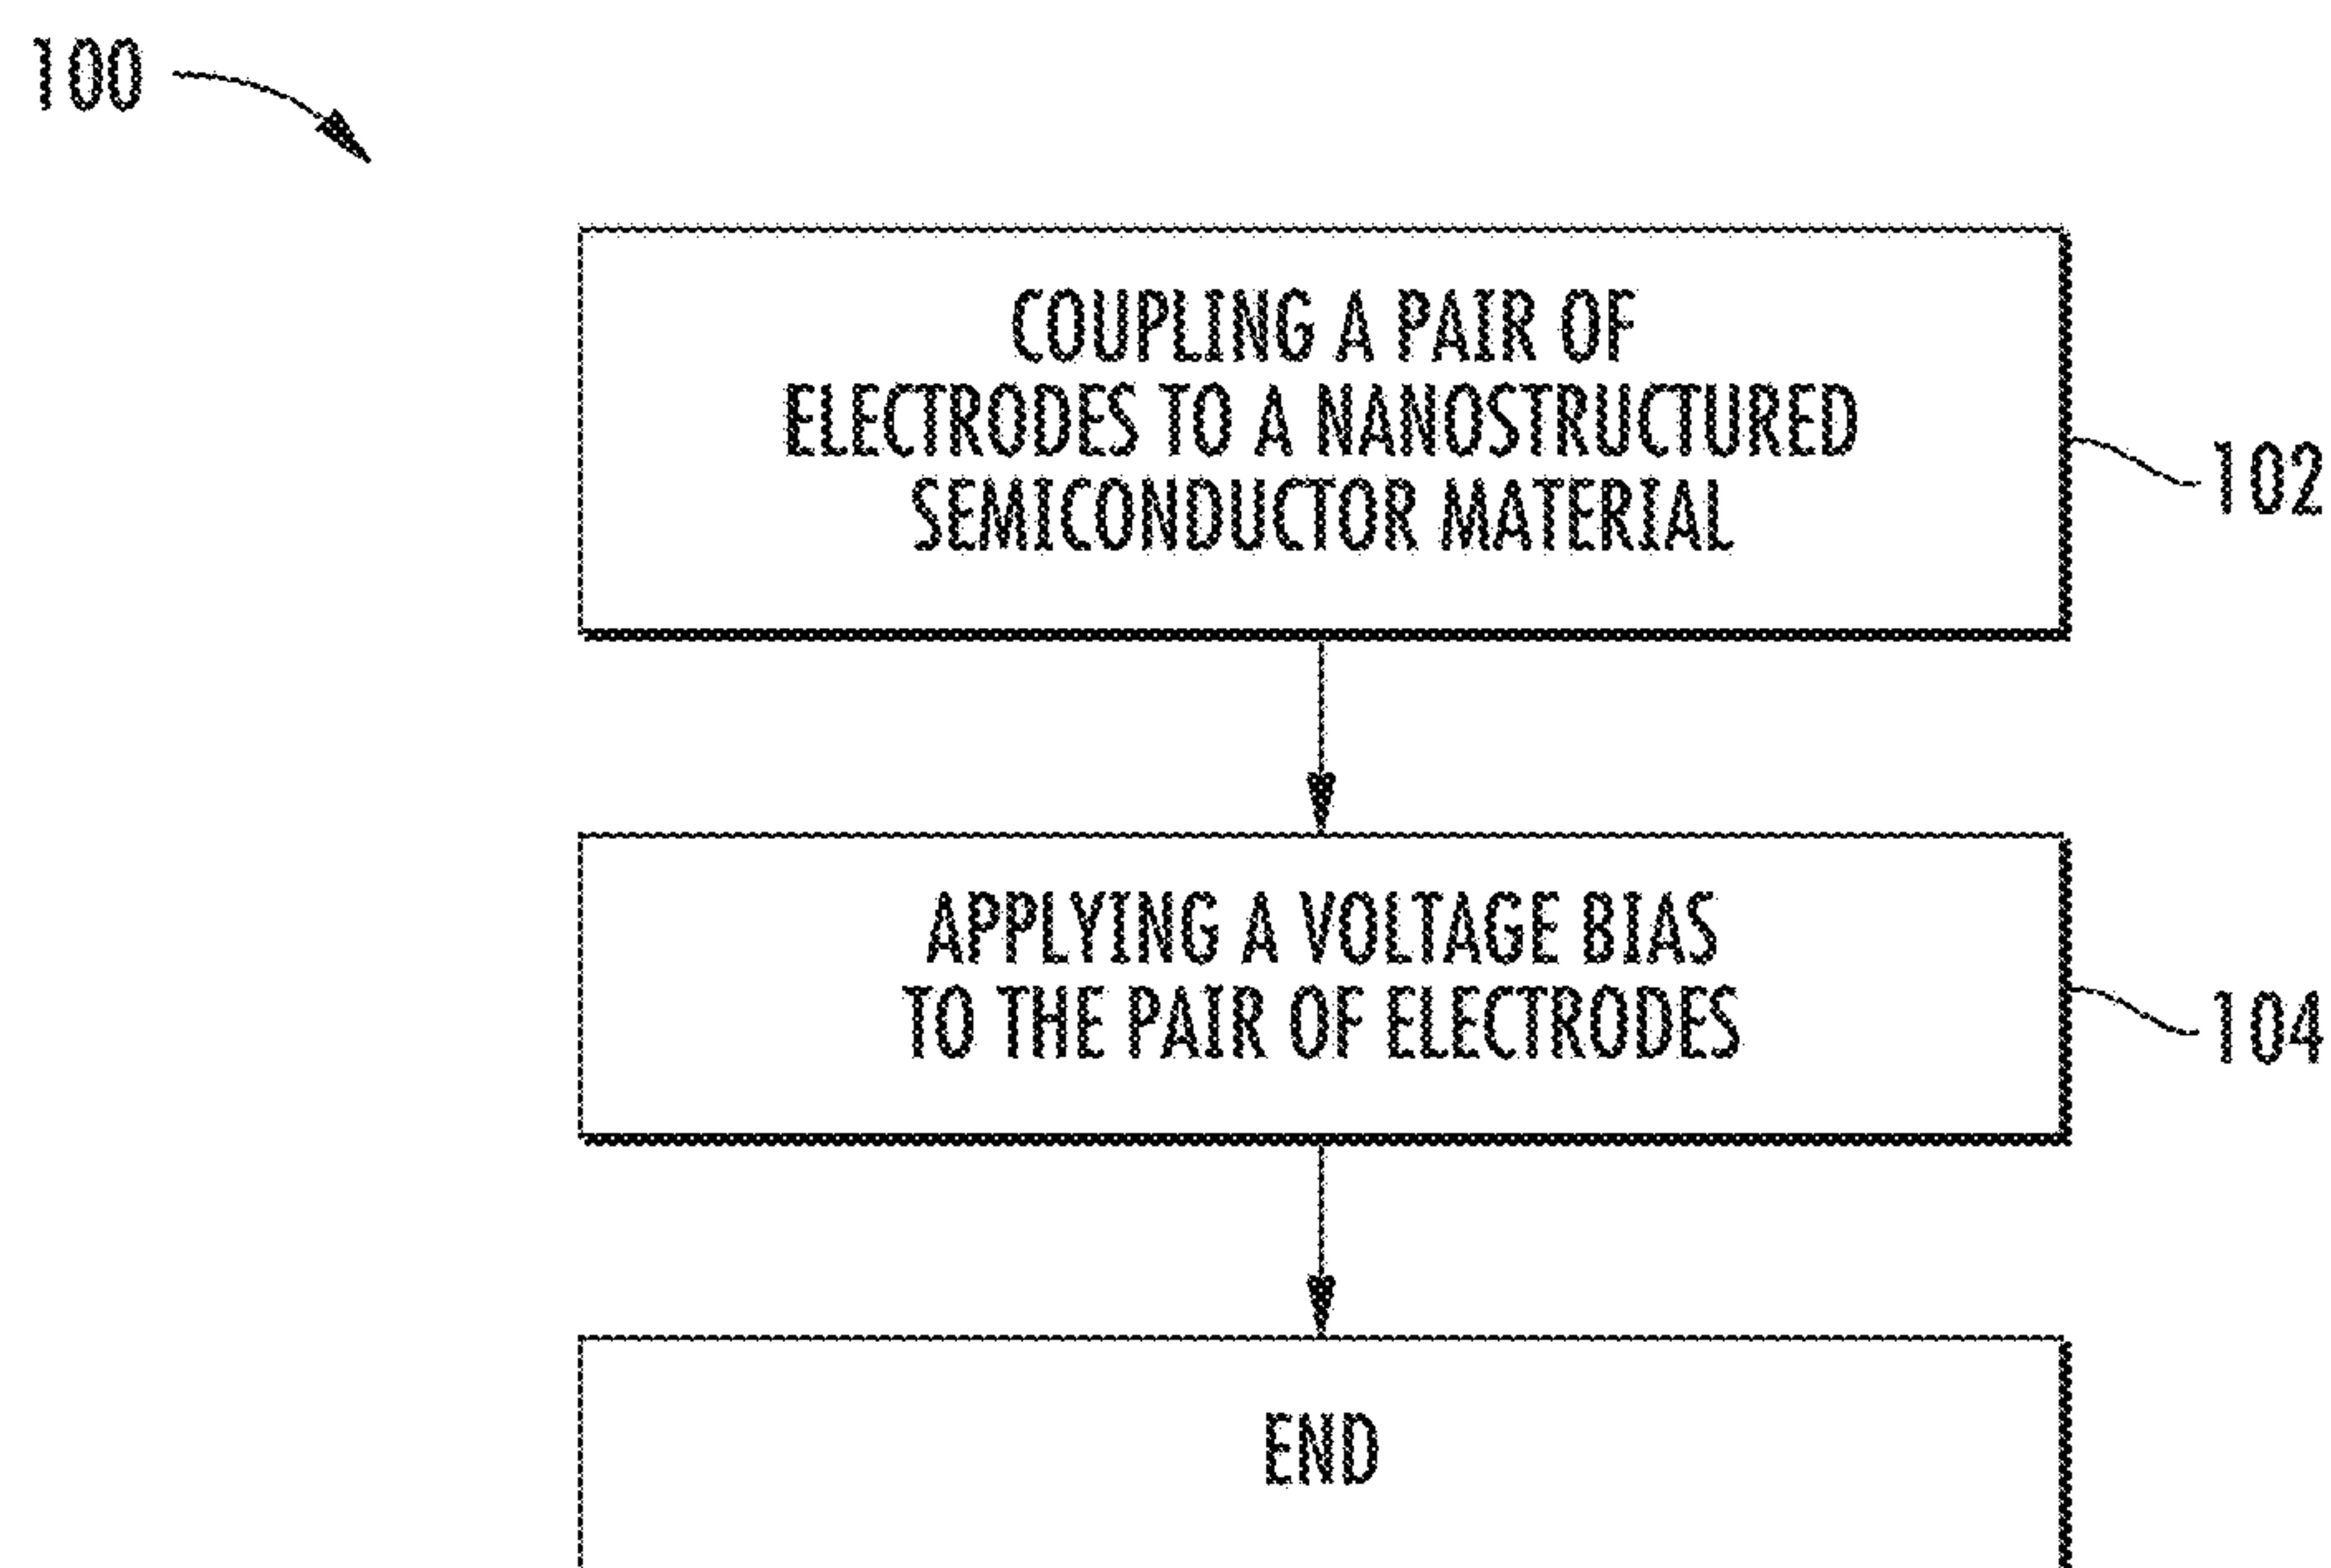 100
COUPLING A PAIR OF
ELECTRODES TO A NANOSTRUCTURED
SEMICONDUCTOR MATERIAL
102
APPLYING A VOLTAGE BIAS
TO THE PAIR OF ELECTRODES
104
END